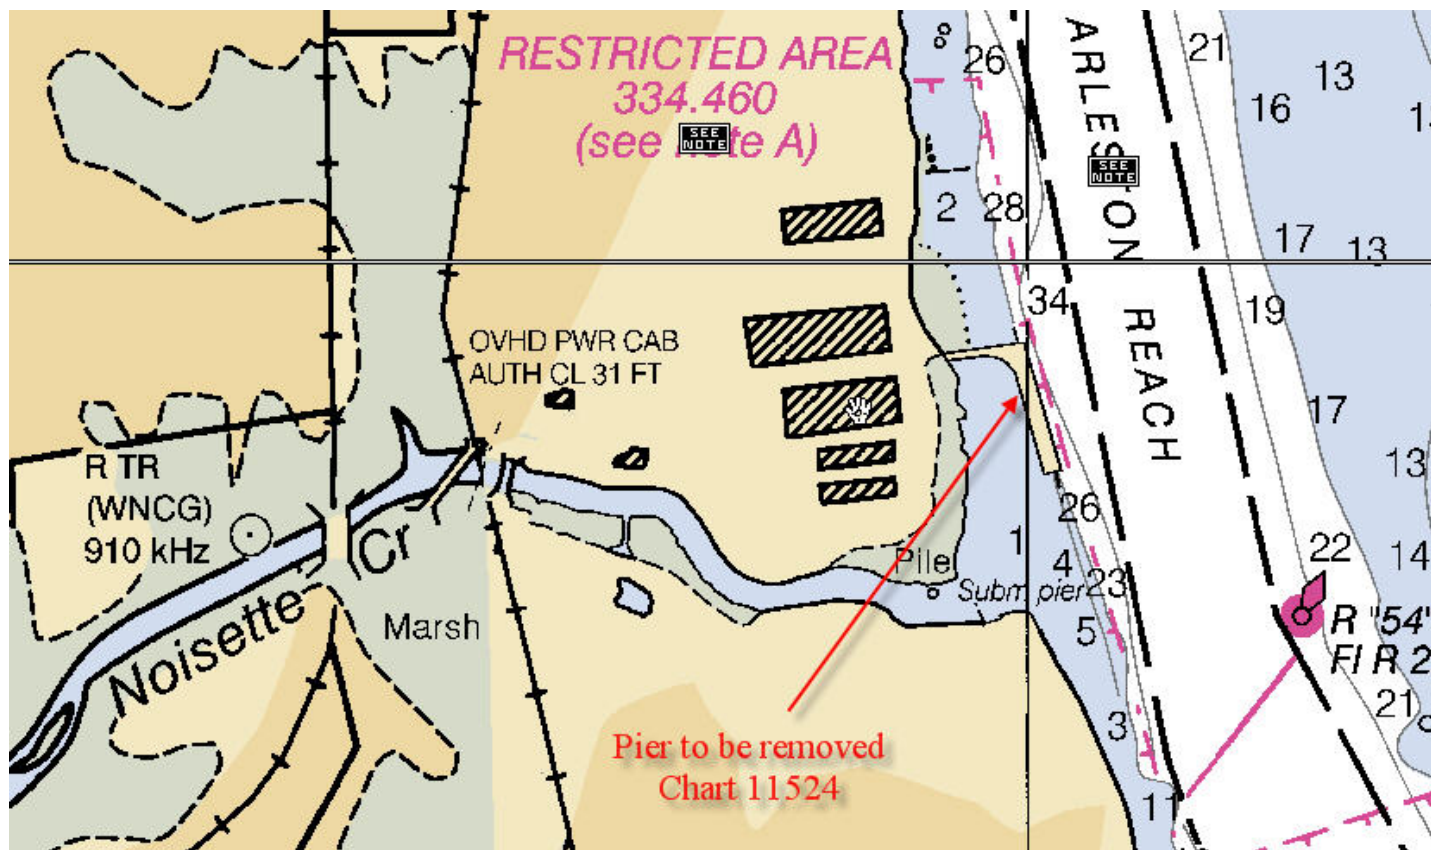 RESTRICTED AREA
334.460
(see note A)
SEE
NOTE
SEE
NOTE
ARLESTON
REACH
26
21
13
16
2
28
17
13
34
19
OVHD PWR CAB
AUTH CL 31 FT
17
R TR
(WNCG)
910 kHz
13
26
Noisette Cr
Pile
1
4
22
14
Subm pier
23
Marsh
5
R "54"
Fl R 2
21
3
Pier to be removed
Chart 11524
11